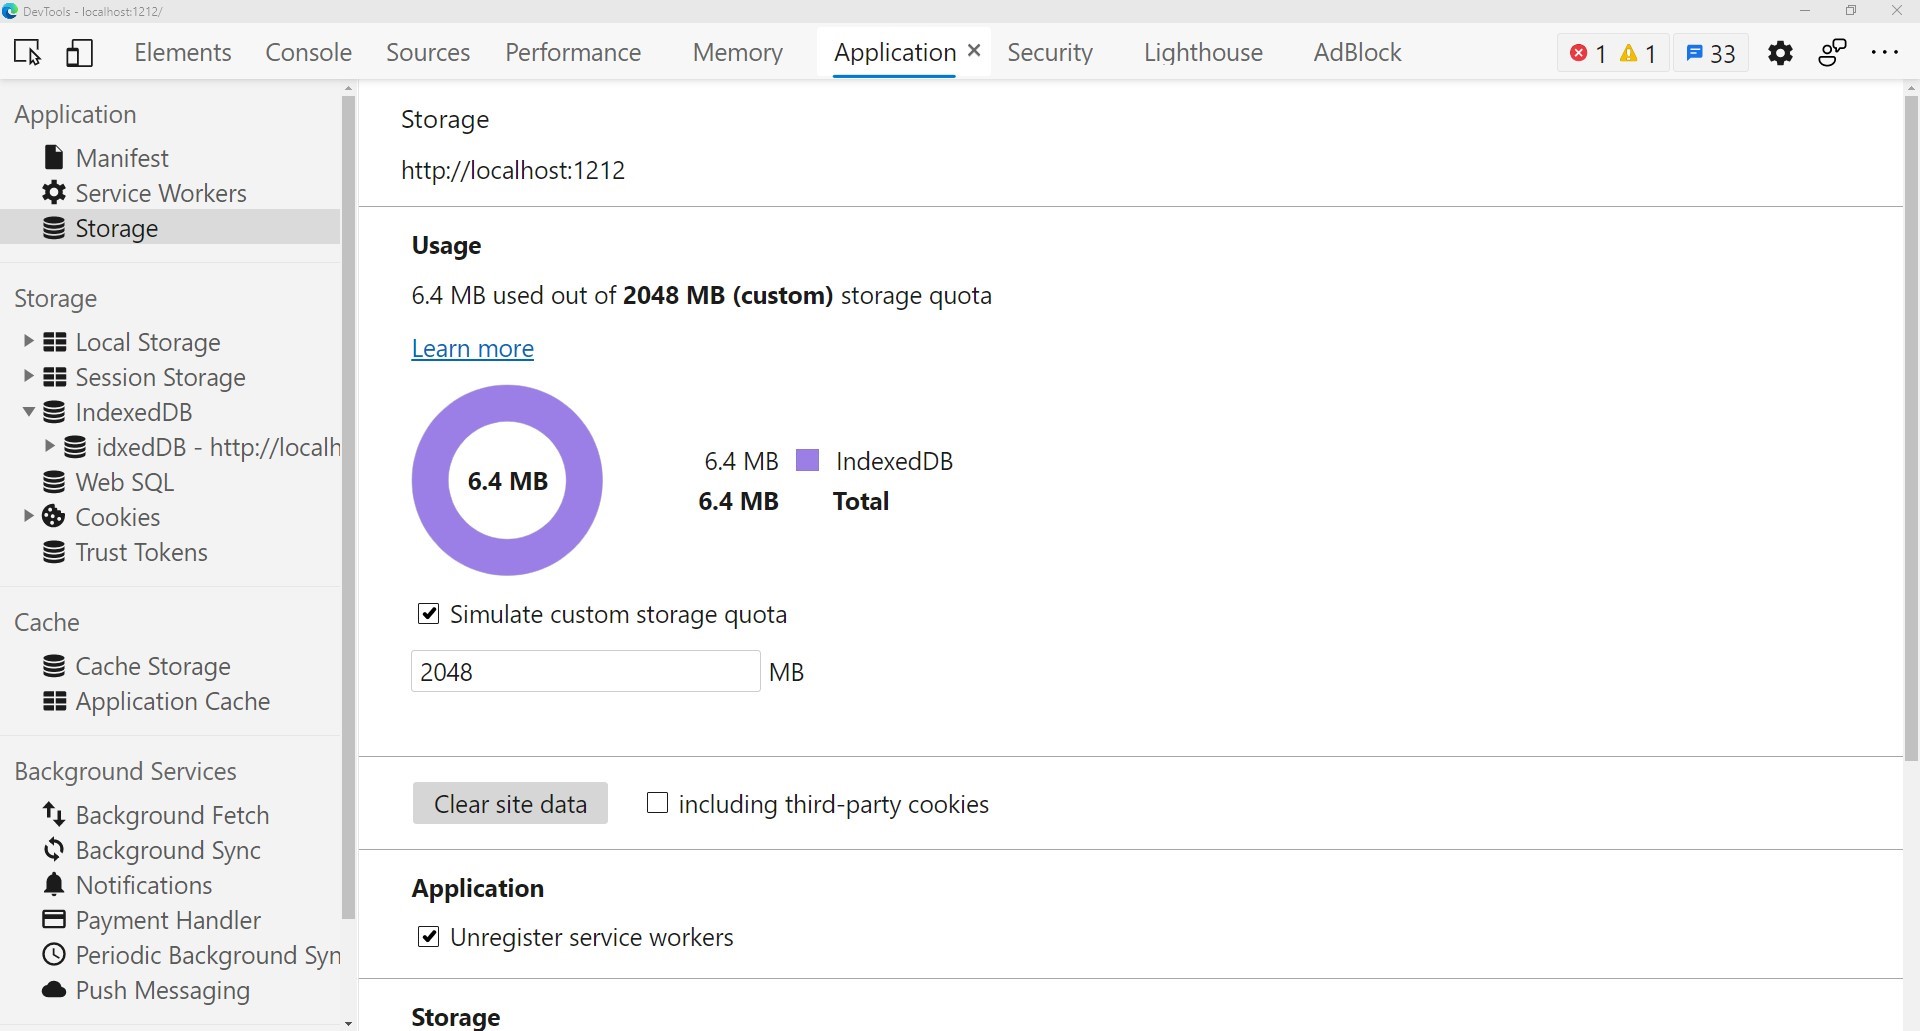 DevTools - localhost:1212/
Elements Console Sources Performance Memory Application Security Lighthouse AdBlock 1 1 33
Application
Manifest
Service Workers
Storage
Storage
Local Storage
Session Storage
IndexedDB
idxedDB - http://localh
Web SQL
Cookies
Trust Tokens
Cache
Cache Storage
Application Cache
Background Services
Background Fetch
Background Sync
Notifications
Payment Handler
Periodic Background Syn
Push Messaging
Storage
http://localhost:1212
Usage
6.4 MB used out of 2048 MB (custom) storage quota
Learn more
6.4 MB
6.4 MB IndexedDB
6.4 MB Total
Simulate custom storage quota
2048 MB
Clear site data including third-party cookies
Application
Unregister service workers
Storage